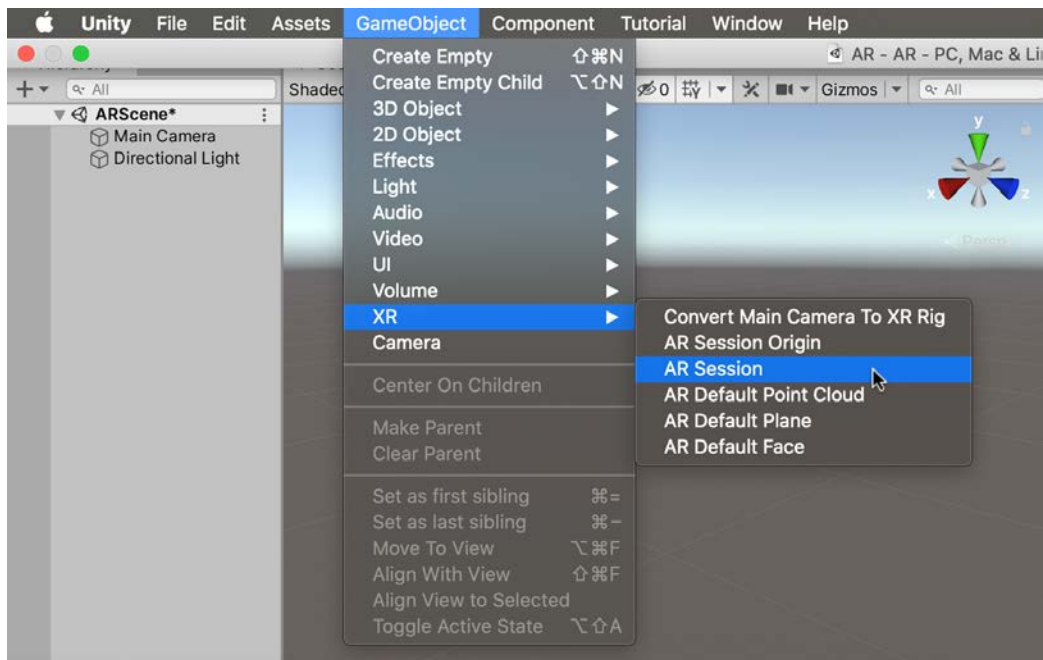 Unity File Edit Assets GameObject Component Tutorial Window Help
AR - AR - PC, Mac & Li
All
Shaded
0
Gizmos
All
ARScene*
Main Camera
Directional Light
Create Empty ⇧⌘N
Create Empty Child ⌥⇧N
3D Object
2D Object
Effects
Light
Audio
Video
UI
Volume
XR
Camera
Center On Children
Make Parent
Clear Parent
Set as first sibling ⌘=
Set as last sibling ⌘-
Move To View ⌥⌘F
Align With View ⇧⌘F
Align View to Selected
Toggle Active State ⌥⇧A
Convert Main Camera To XR Rig
AR Session Origin
AR Session
AR Default Point Cloud
AR Default Plane
AR Default Face
y
x
z
Persp